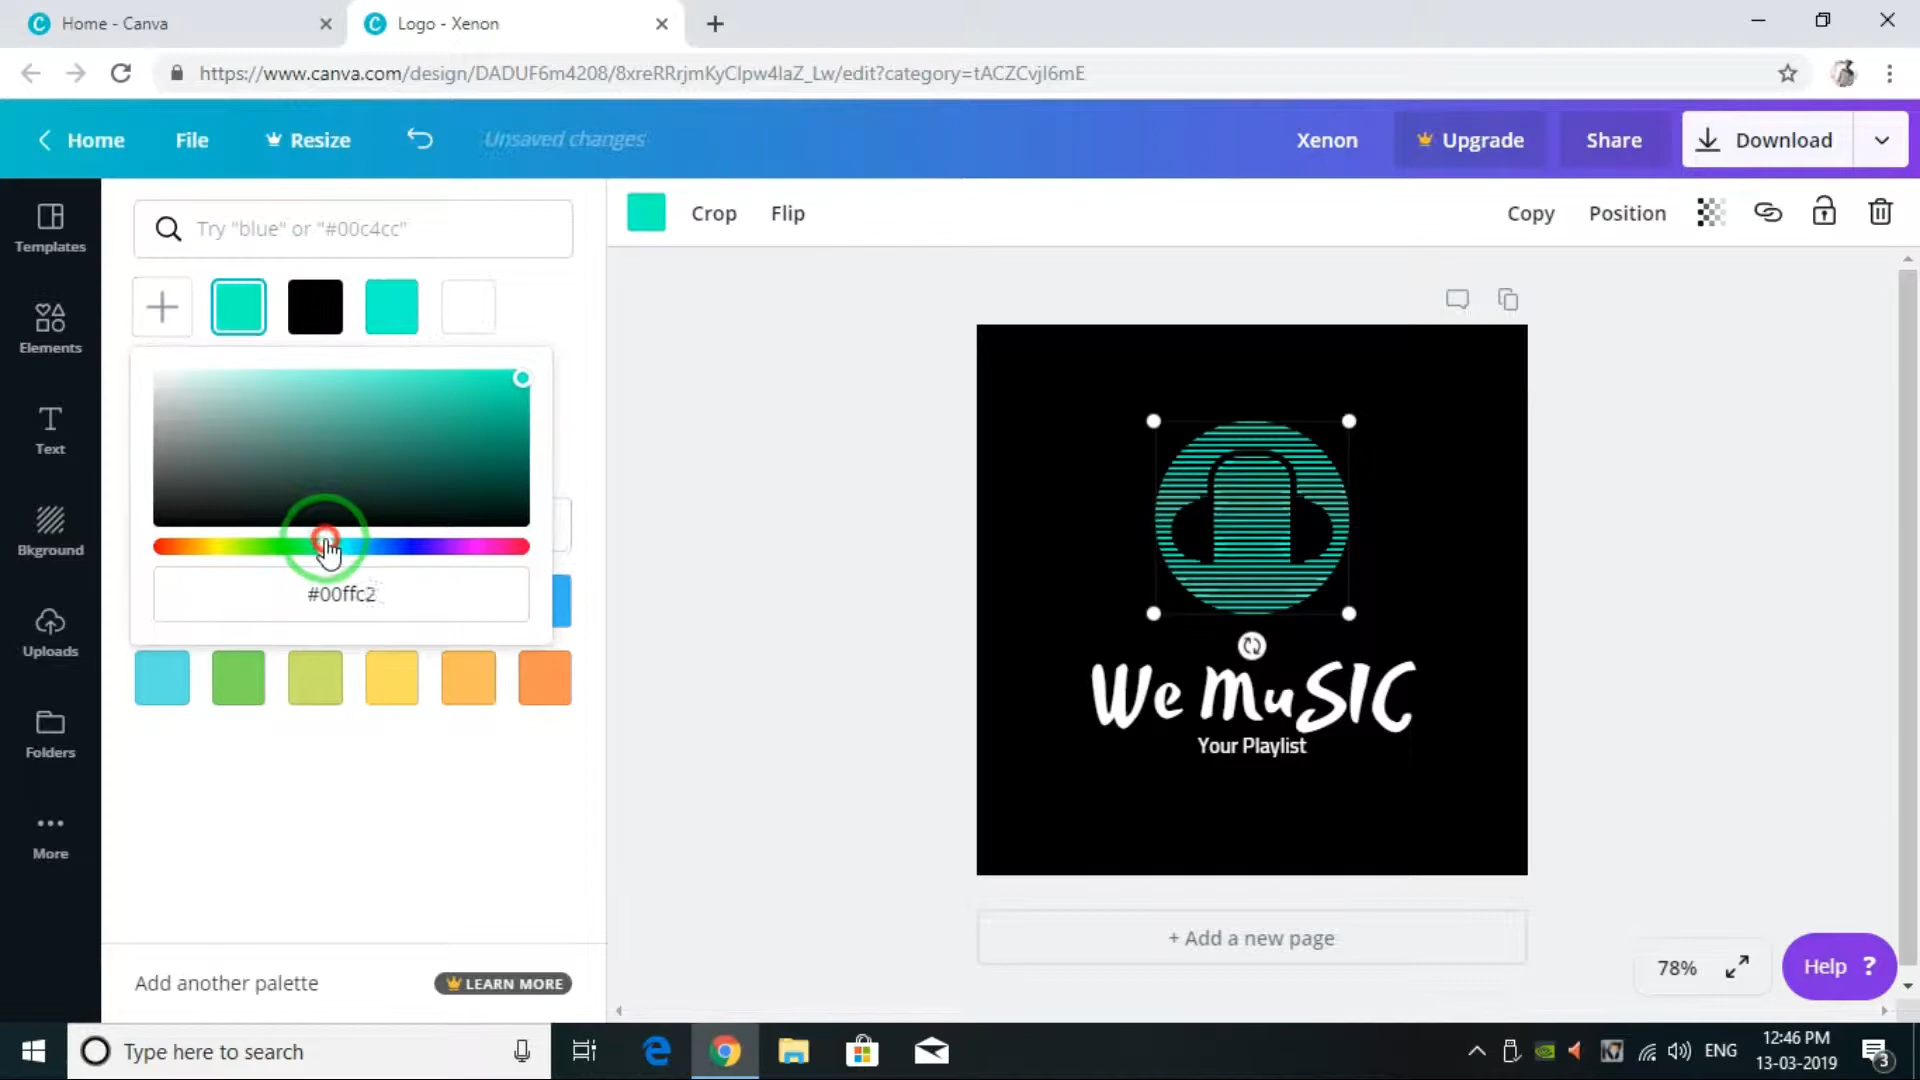 Home - Canva
Logo - Xenon
https://www.canva.com/design/DADUF6m4208/8xreRRrjmKyClpw4laZ_Lw/edit?category=tACZCvjI6mE
Home
File
Resize
Unsaved changes
Xenon
Upgrade
Share
Download
Templates
Elements
Text
Bkground
Uploads
Folders
More
Try "blue" or "#00c4cc"
#00ffc2
Add another palette
LEARN MORE
Crop
Flip
Copy
Position
We MuSIC
Your Playlist
+ Add a new page
78%
Help ?
Type here to search
ENG
12:46 PM
13-03-2019
3